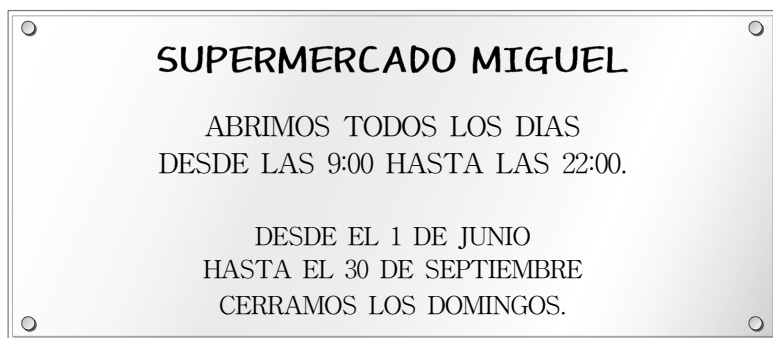 SUPERMERCADO MIGUEL
ABRIMOS TODOS LOS DIAS
DESDE LAS 9:00 HASTA LAS 22:00.
DESDE EL 1 DE JUNIO
HASTA EL 30 DE SEPTIEMBRE
CERRAMOS LOS DOMINGOS.